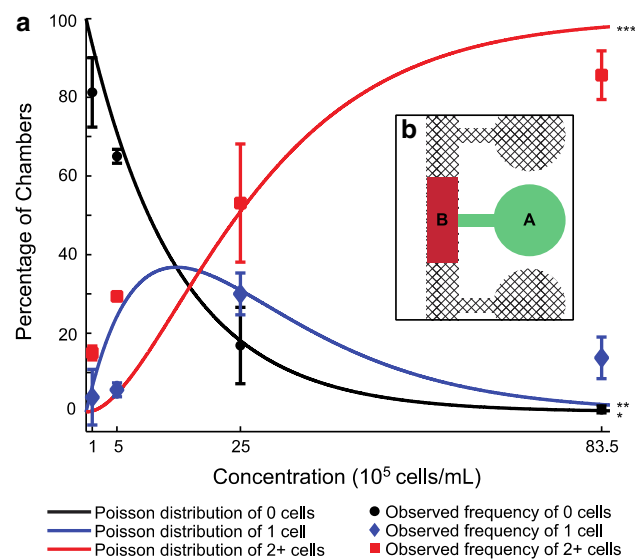 a
Percentage of Chambers
100
80
60
40
20
0
1
5
25
83.5
Concentration (10⁵ cells/mL)
***
**
*
b
B
A
Poisson distribution of 0 cells
Poisson distribution of 1 cell
Poisson distribution of 2+ cells
Observed frequency of 0 cells
Observed frequency of 1 cell
Observed frequency of 2+ cells